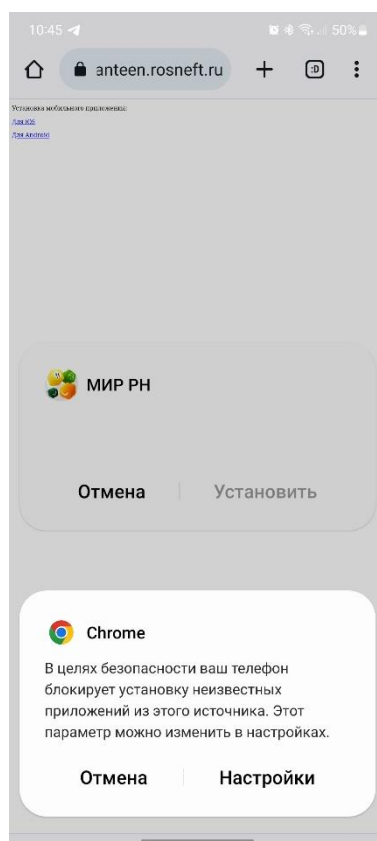 10:45
50%
anteen.rosneft.ru
:D
Установка мобильного приложения:
Для iOS
Для Android
МИР РН
Отмена
Установить
Chrome
В целях безопасности ваш телефон
блокирует установку неизвестных
приложений из этого источника. Этот
параметр можно изменить в настройках.
Отмена
Настройки